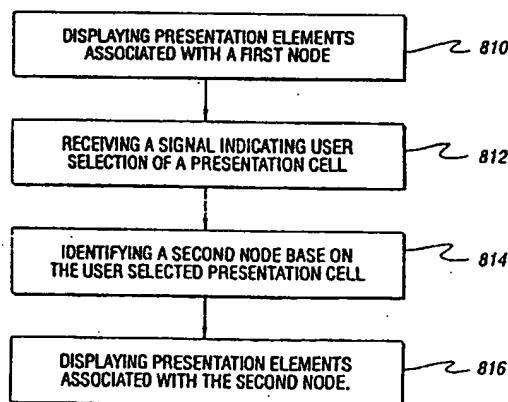 DISPLAYING PRESENTATION ELEMENTS
ASSOCIATED WITH A FIRST NODE
810
RECEIVING A SIGNAL INDICATING USER
SELECTION OF A PRESENTATION CELL
812
IDENTIFYING A SECOND NODE BASE ON
THE USER SELECTED PRESENTATION CELL
814
DISPLAYING PRESENTATION ELEMENTS
ASSOCIATED WITH THE SECOND NODE.
816